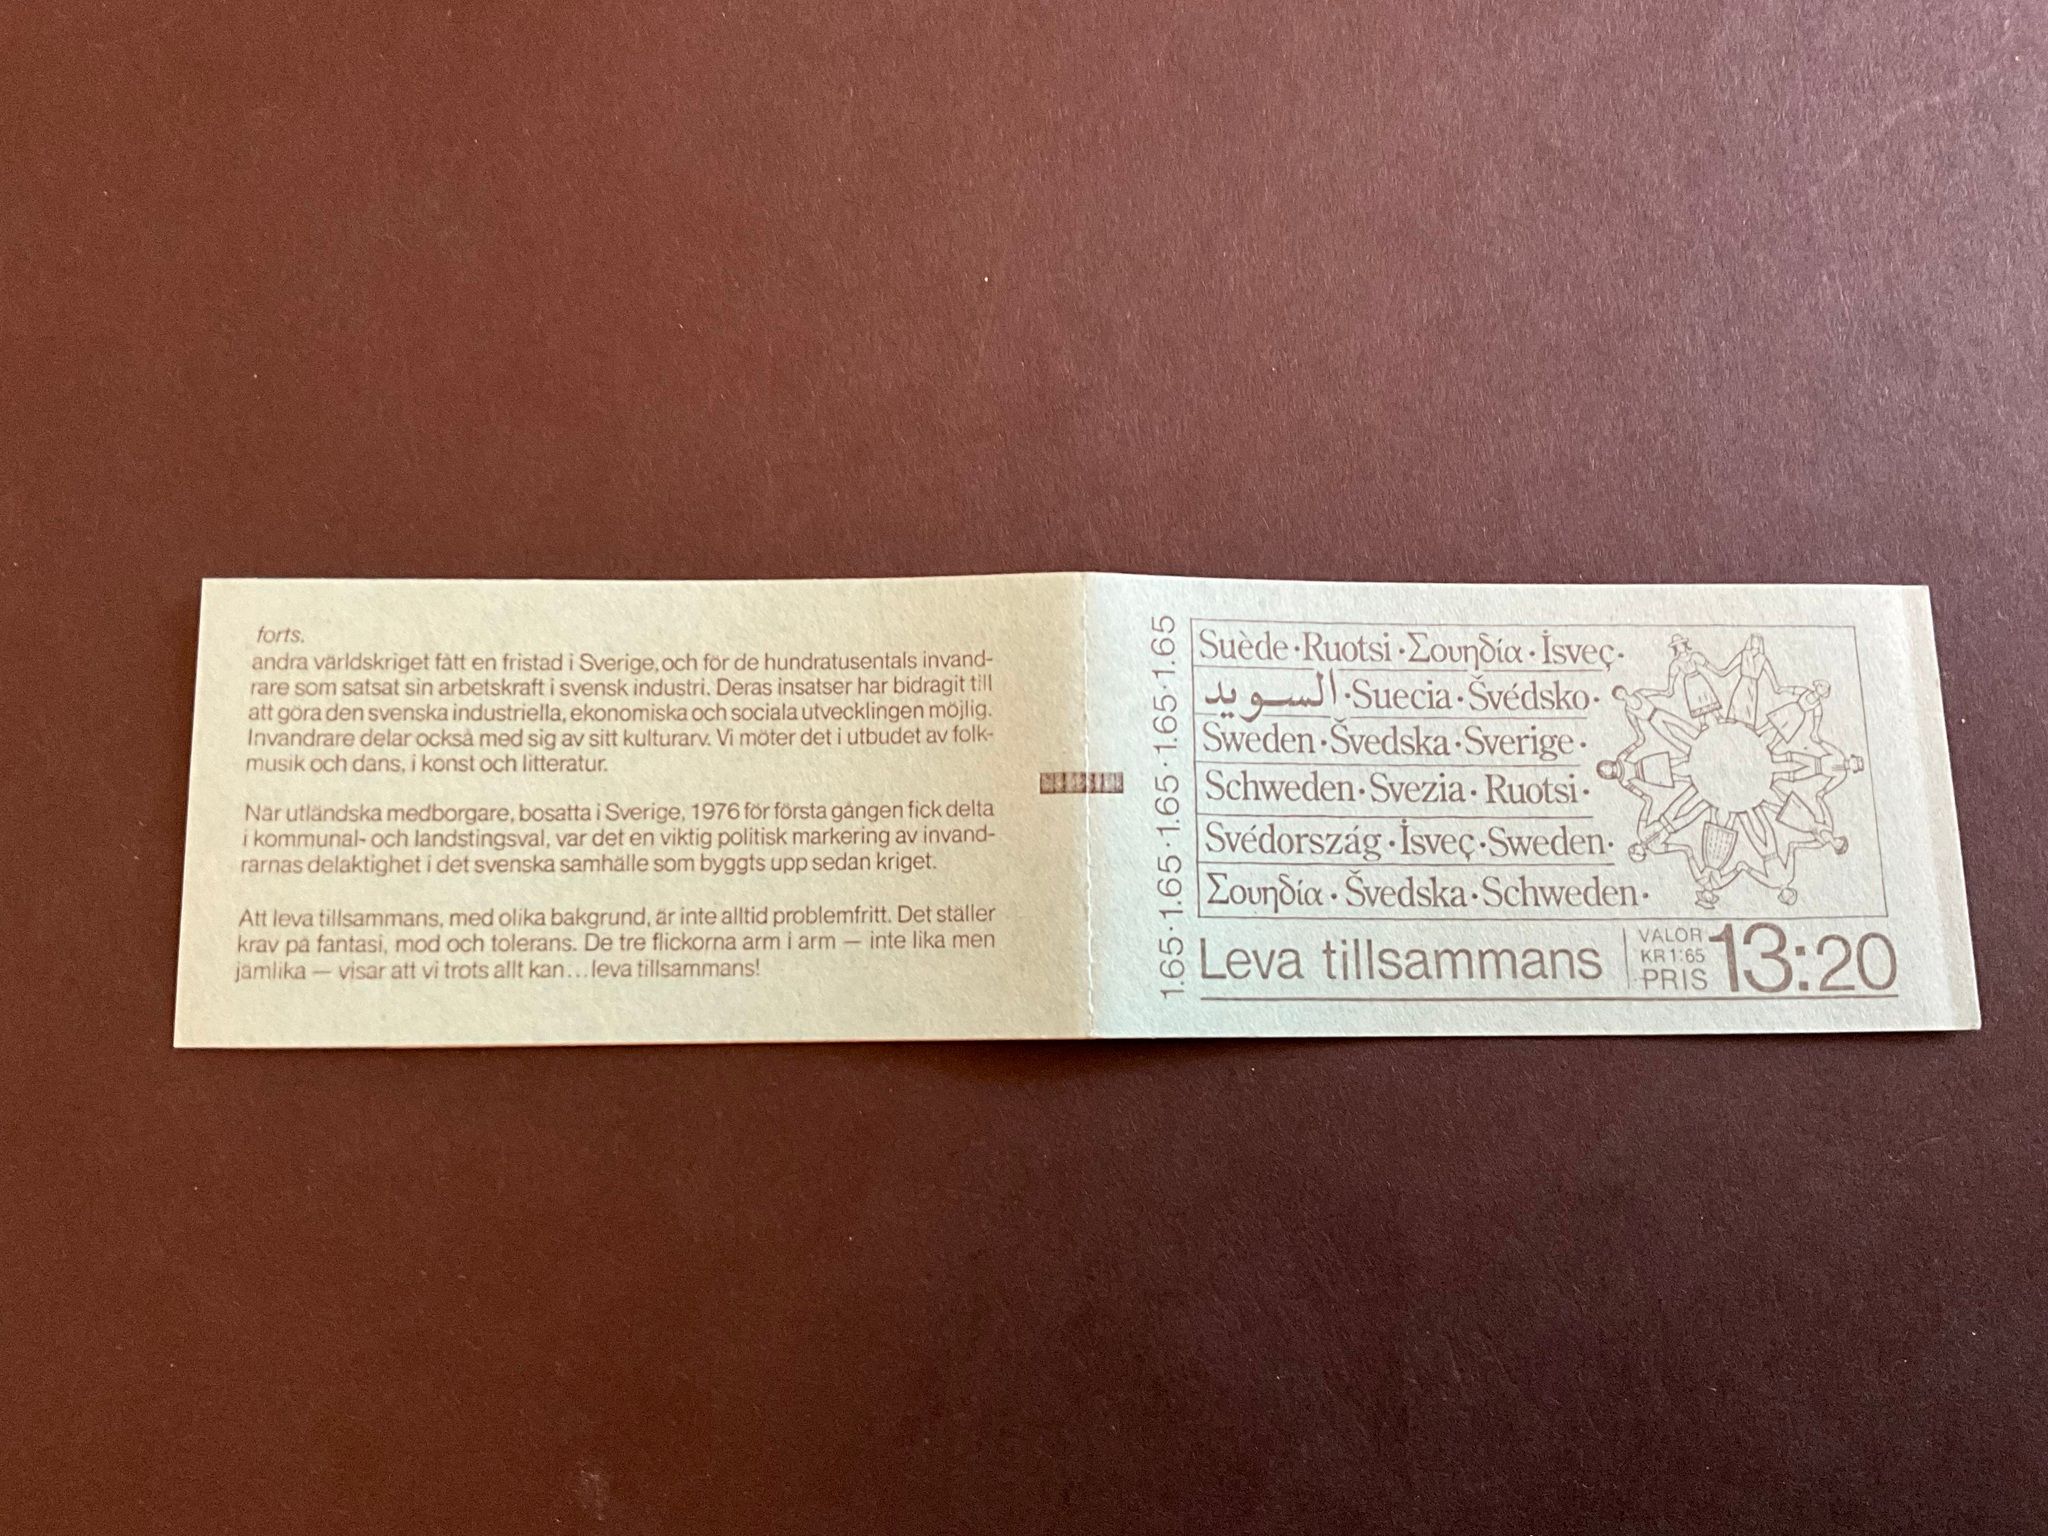 forts.
andra världskriget fått en fristad i Sverige, och för de hundratusentals invand-
rare som satsat sin arbetskraft i svensk industri. Deras insatser har bidragit till
att göra den svenska industriella, ekonomiska och sociala utvecklingen möjlig.
Invandrare delar också med sig av sitt kulturarv. Vi möter det i utbudet av folk-
musik och dans, i konst och litteratur.
När utländska medborgare, bosatta i Sverige, 1976 för första gången fick delta
i kommunal- och landstingsval, var det en viktig politisk markering av invand-
rarnas delaktighet i det svenska samhälle som byggts upp sedan kriget.
Att leva tillsammans, med olika bakgrund, är inte alltid problemfritt. Det ställer
krav på fantasi, mod och tolerans. De tre flickorna arm i arm — inte lika men
jämlika — visar att vi trots allt kan...leva tillsammans!
1.65·1.65·1.65·1.65·1.65·1.65
Suède·Ruotsi·Σουηδία·İsveç·
السويد·Suecia·Švédsko·
Sweden·Švedska·Sverige·
Schweden·Svezia·Ruotsi·
Svédország·İsveç·Sweden·
Σουηδία·Švedska·Schweden·
Leva tillsammans
VALÖR
KR 1:65
PRIS
13:20